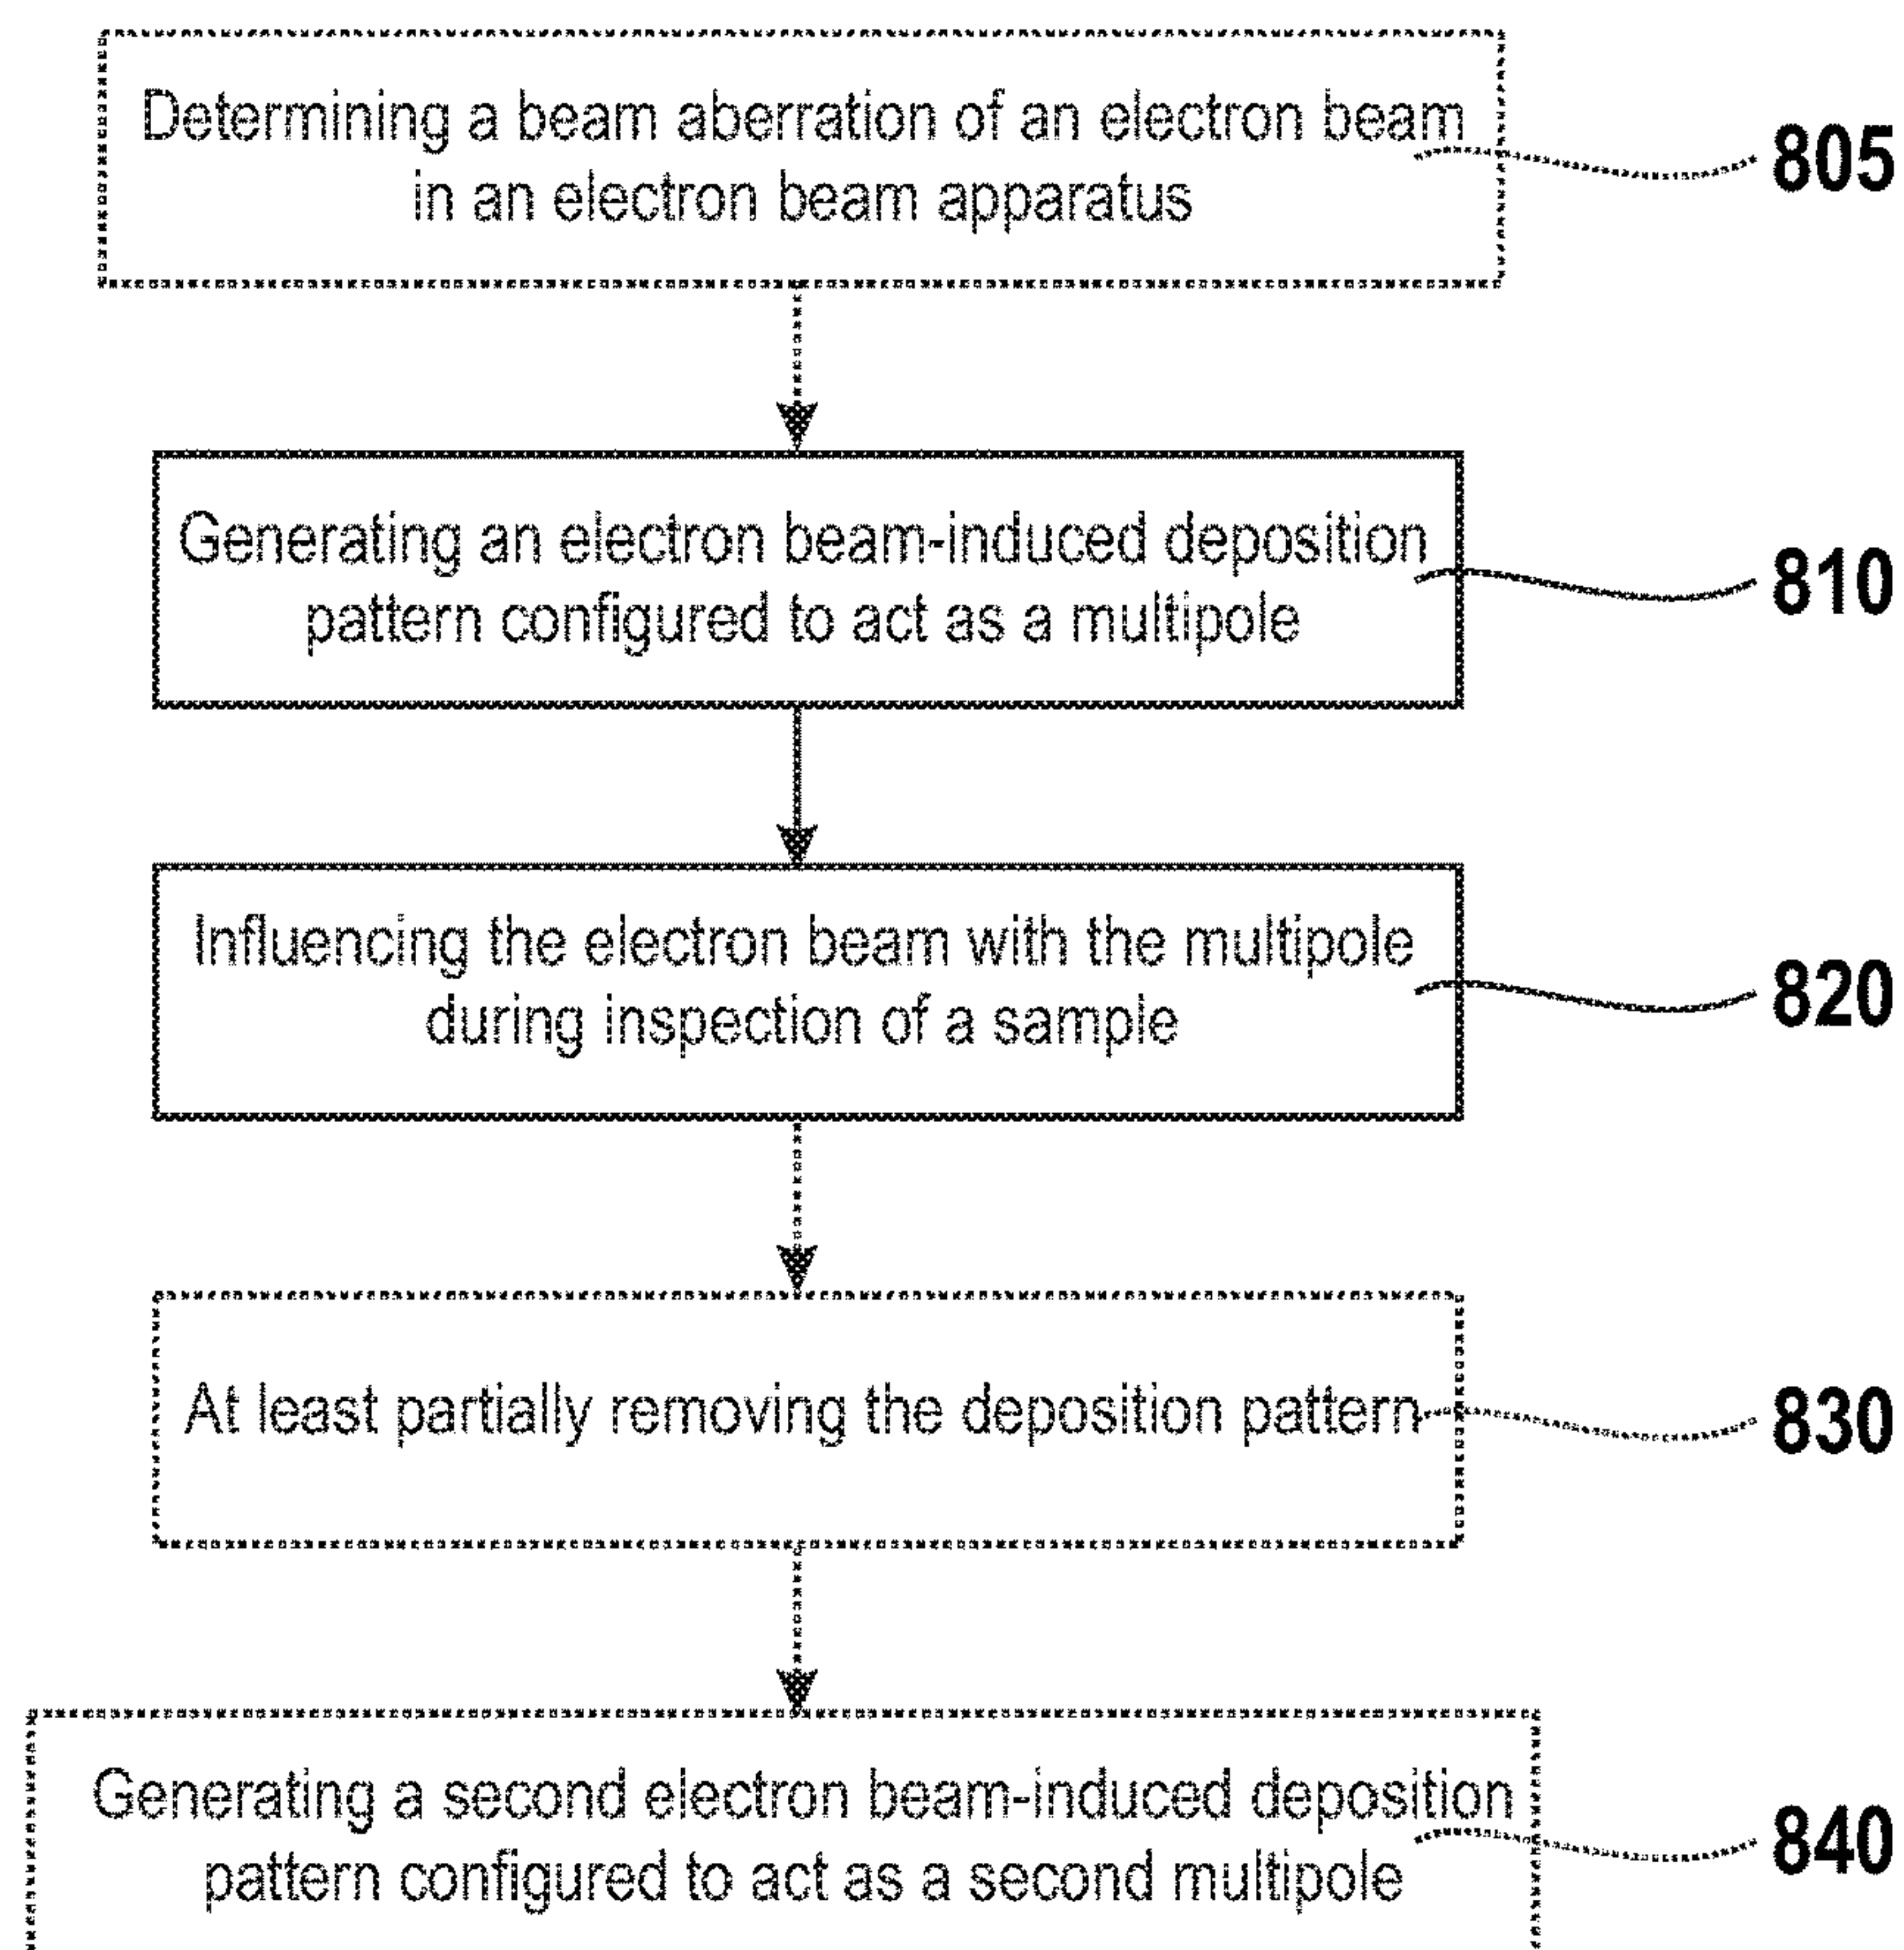 Determining a beam aberration of an electron beam
in an electron beam apparatus
805
Generating an electron beam-induced deposition
pattern configured to act as a multipole
810
Influencing the electron beam with the multipole
during inspection of a sample
820
At least partially removing the deposition pattern
830
Generating a second electron beam-induced deposition
pattern configured to act as a second multipole
840